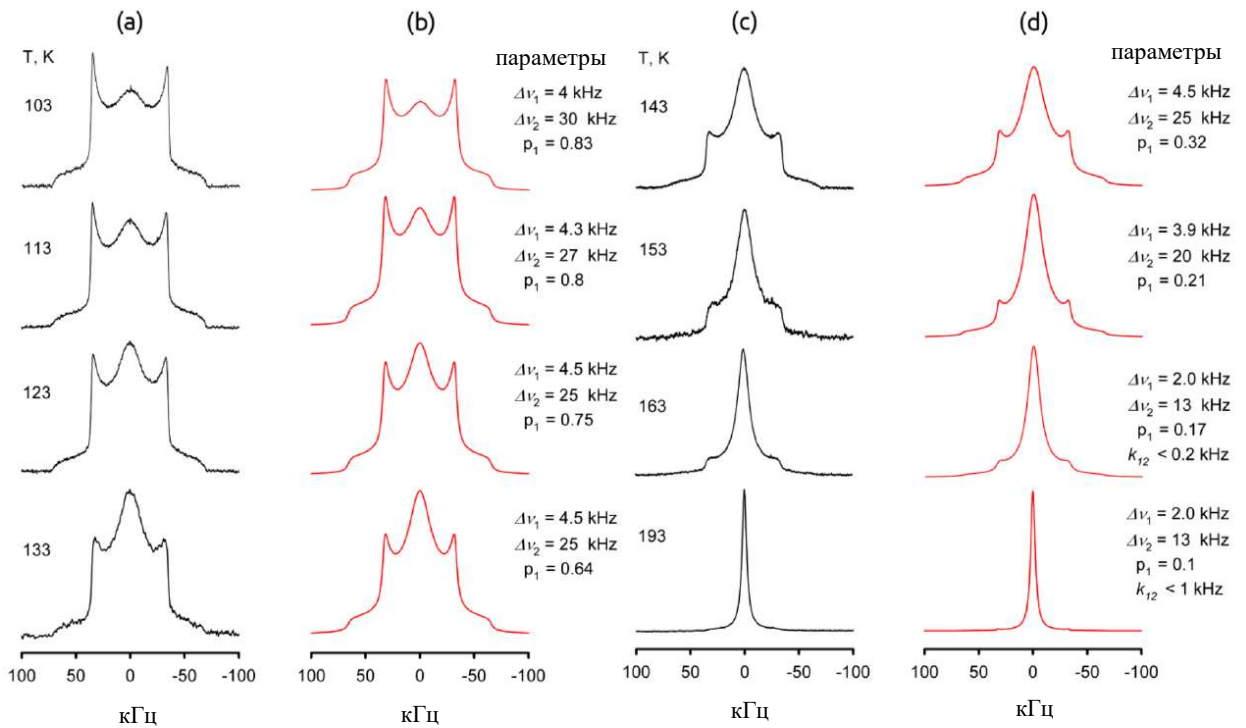 (a)
(b)
(c)
(d)
T, K
параметры
T, K
параметры
103
Δν1 = 4 kHz
Δν2 = 30 kHz
p1 = 0.83
143
Δν1 = 4.5 kHz
Δν2 = 25 kHz
p1 = 0.32
113
Δν1 = 4.3 kHz
Δν2 = 27 kHz
p1 = 0.8
153
Δν1 = 3.9 kHz
Δν2 = 20 kHz
p1 = 0.21
123
Δν1 = 4.5 kHz
Δν2 = 25 kHz
p1 = 0.75
163
Δν1 = 2.0 kHz
Δν2 = 13 kHz
p1 = 0.17
k12 < 0.2 kHz
133
Δν1 = 4.5 kHz
Δν2 = 25 kHz
p1 = 0.64
193
Δν1 = 2.0 kHz
Δν2 = 13 kHz
p1 = 0.1
k12 < 1 kHz
100 50 0 -50 -100
100 50 0 -50 -100
100 50 0 -50 -100
100 50 0 -50 -100
кГц
кГц
кГц
кГц